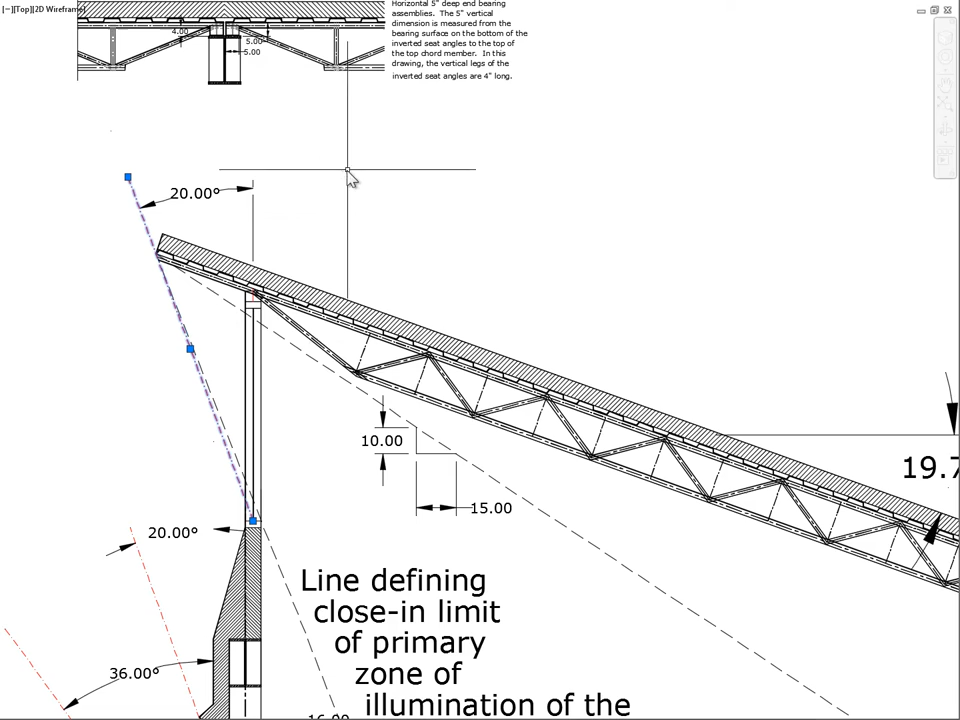 [−][Top][2D Wireframe]
Horizontal 5" deep end bearing
assemblies. The 5" vertical
dimension is measured from the
bearing surface on the bottom of the
inverted seat angles to the top of
the top chord member. In this
drawing, the vertical legs of the
inverted seat angles are 4" long.
4.00
5.00
5.00
20.00°
10.00
19.7
15.00
20.00°
Line defining
close-in limit
of primary
zone of
illumination of the
36.00°
16.00